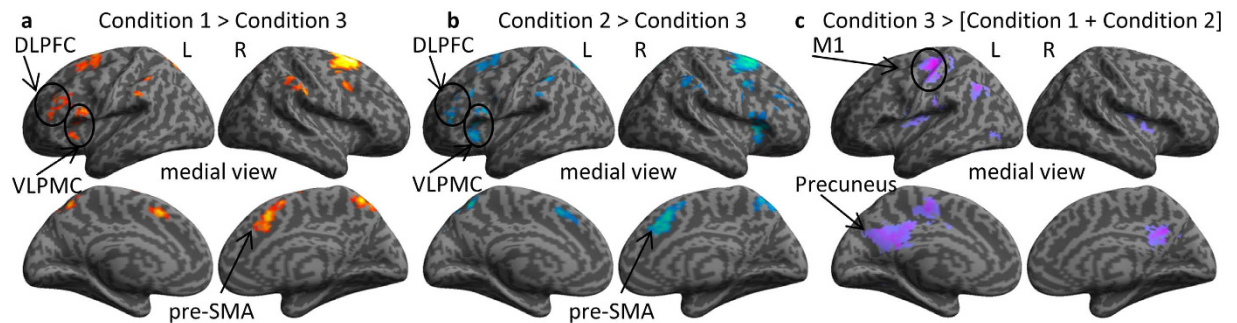 a Condition 1 > Condition 3
DLPFC
L R
VLPMC
medial view
pre-SMA
b Condition 2 > Condition 3
DLPFC
L R
VLPMC
medial view
pre-SMA
c Condition 3 > [Condition 1 + Condition 2]
M1
L R
medial view
Precuneus